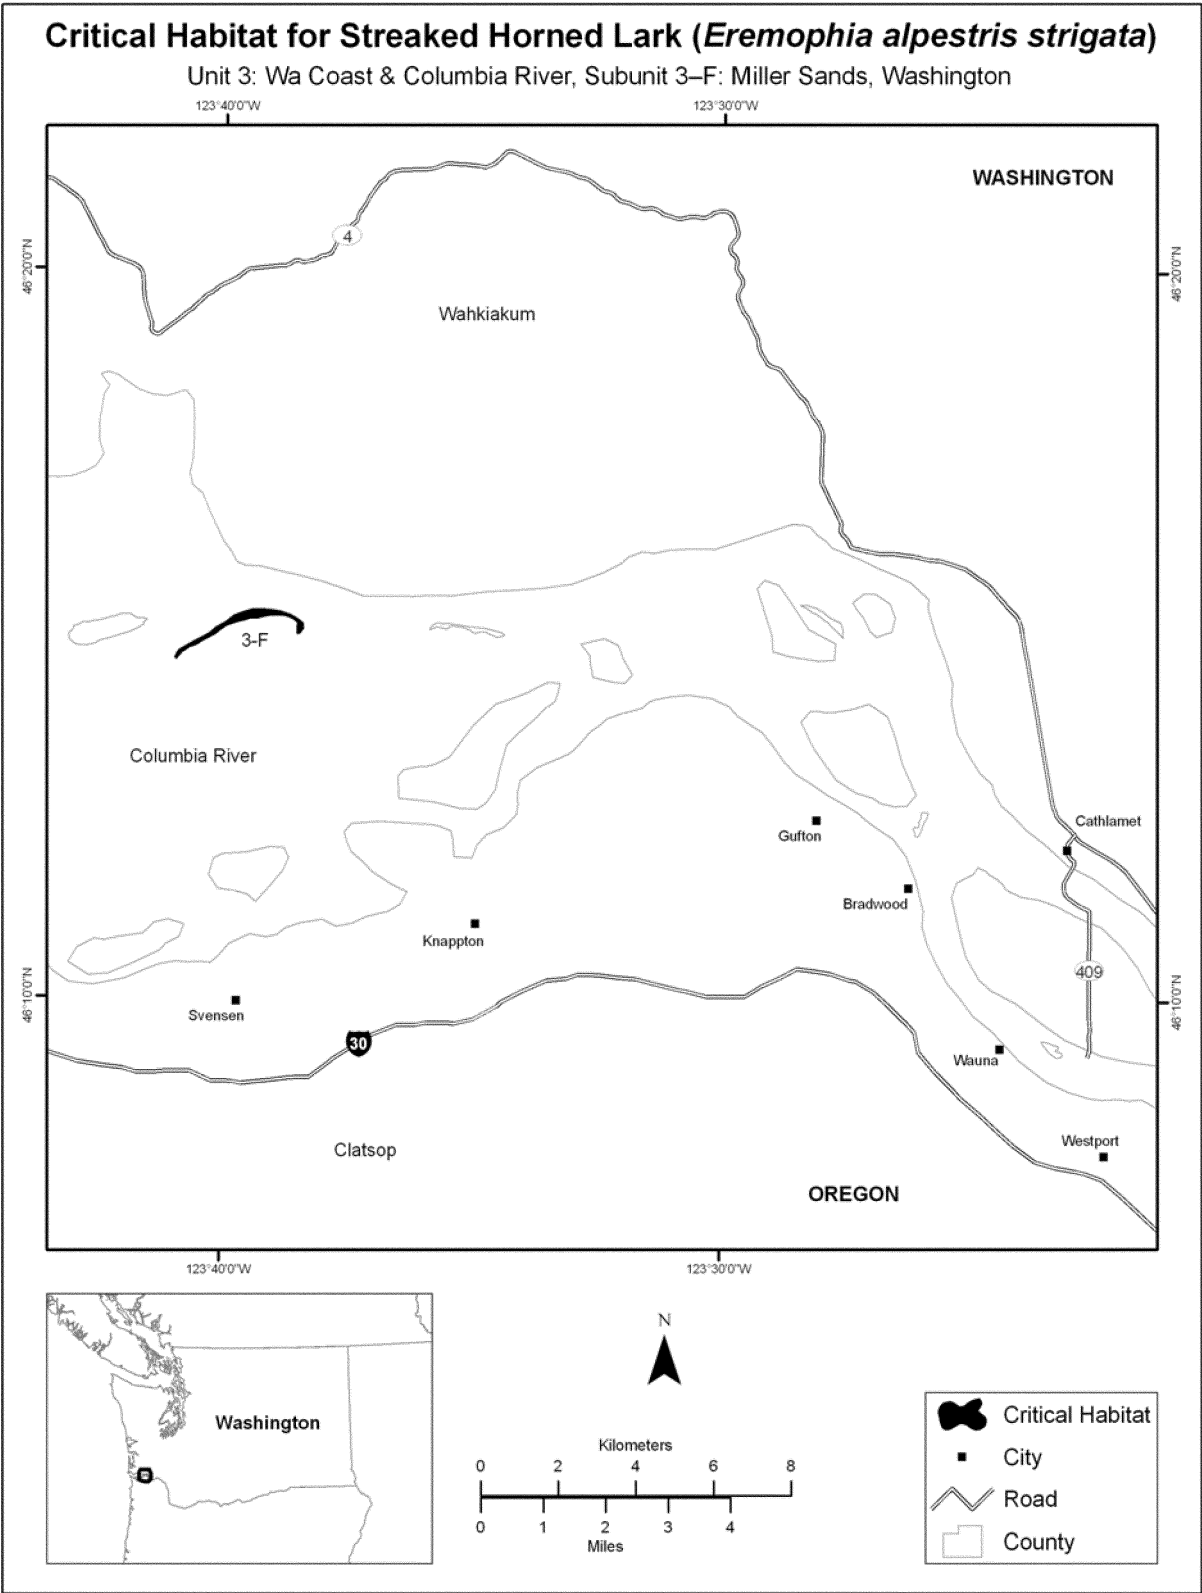 Critical Habitat for Streaked Horned Lark (Eremophia alpestris strigata)
Unit 3: Wa Coast & Columbia River, Subunit 3–F: Miller Sands, Washington
123°40'0"W
123°30'0"W
WASHINGTON
4
46°20'0"N
46°20'0"N
Wahkiakum
3-F
Columbia River
Cathlamet
Gufton
Bradwood
Knappton
409
46°10'0"N
46°10'0"N
Svensen
30
Wauna
Westport
Clatsop
OREGON
123°40'0"W
123°30'0"W
N
Washington
Critical Habitat
City
Road
County
Kilometers
0 2 4 6 8
0 1 2 3 4
Miles